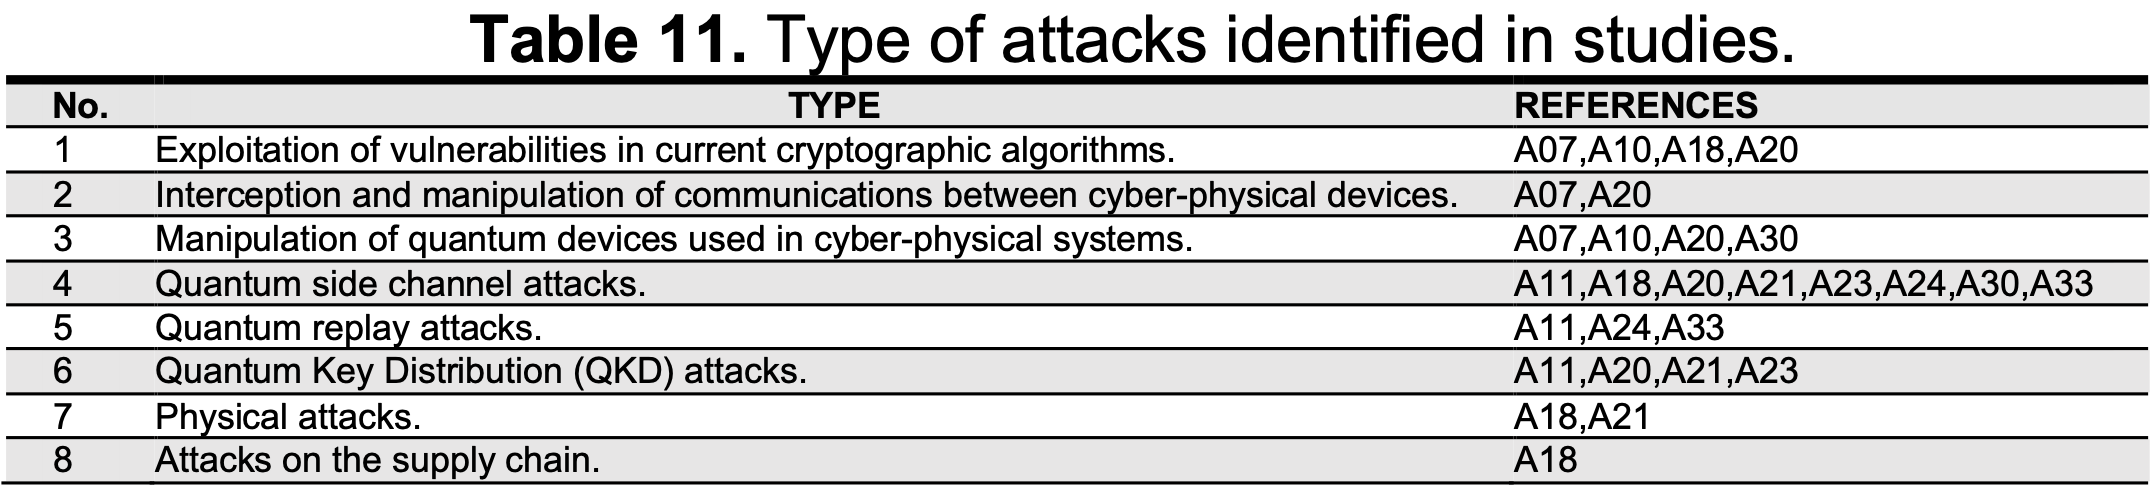 Table 11. Type of attacks identified in studies.
No. TYPE REFERENCES
1 Exploitation of vulnerabilities in current cryptographic algorithms. A07,A10,A18,A20
2 Interception and manipulation of communications between cyber-physical devices. A07,A20
3 Manipulation of quantum devices used in cyber-physical systems. A07,A10,A20,A30
4 Quantum side channel attacks. A11,A18,A20,A21,A23,A24,A30,A33
5 Quantum replay attacks. A11,A24,A33
6 Quantum Key Distribution (QKD) attacks. A11,A20,A21,A23
7 Physical attacks. A18,A21
8 Attacks on the supply chain. A18